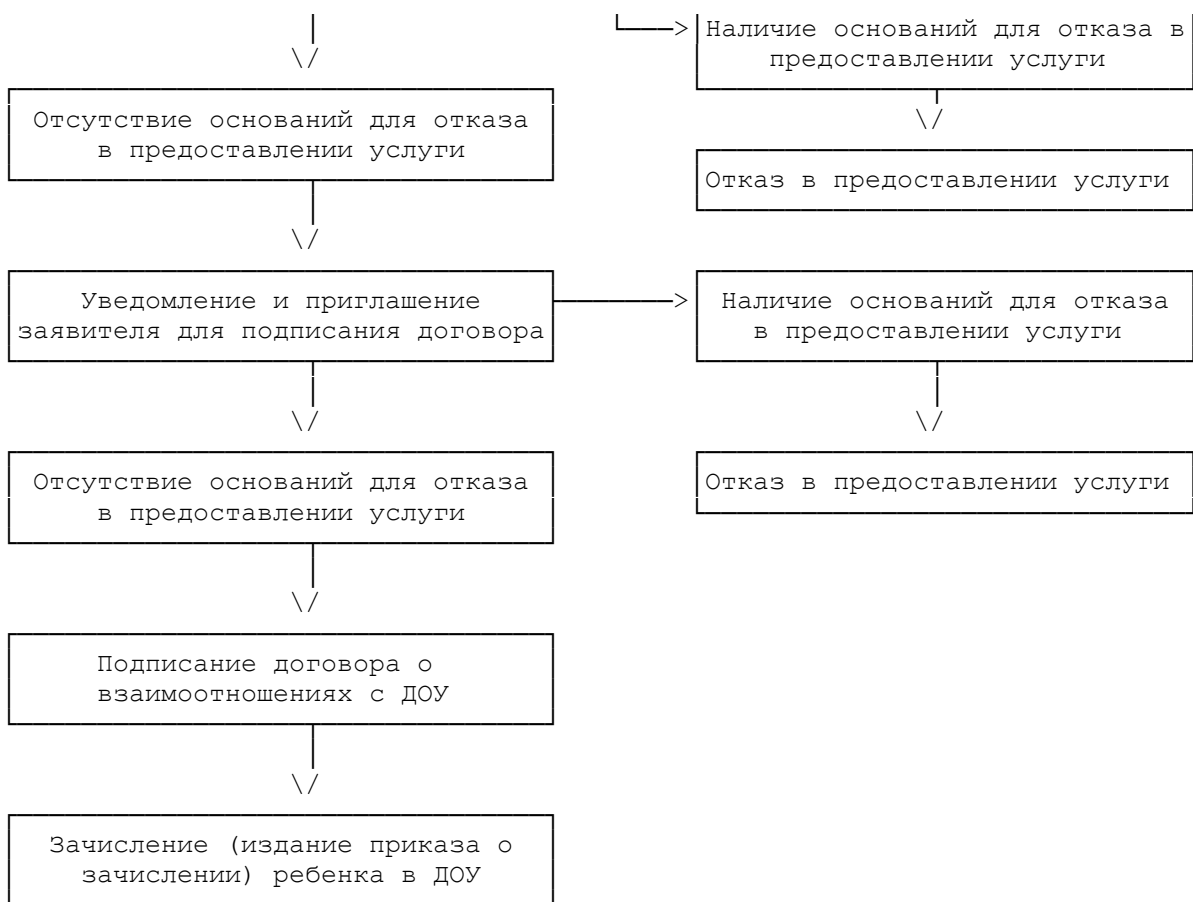 Наличие оснований для отказа в
предоставлении услуги
Отсутствие оснований для отказа
в предоставлении услуги
Отказ в предоставлении услуги
Уведомление и приглашение
заявителя для подписания договора
Наличие оснований для отказа
в предоставлении услуги
Отсутствие оснований для отказа
в предоставлении услуги
Отказ в предоставлении услуги
Подписание договора о
взаимоотношениях с ДОУ
Зачисление (издание приказа о
зачислении) ребенка в ДОУ